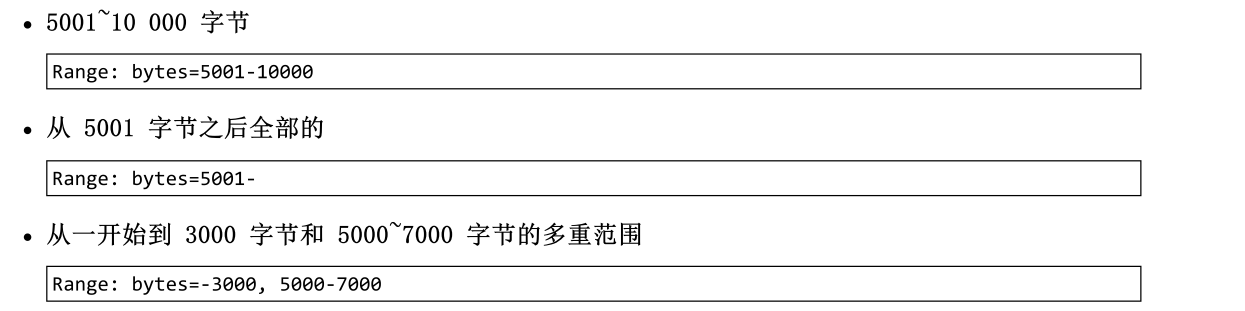 • 5001~10 000 字节
Range: bytes=5001-10000
• 从 5001 字节之后全部的
Range: bytes=5001-
• 从一开始到 3000 字节和 5000~7000 字节的多重范围
Range: bytes=-3000, 5000-7000